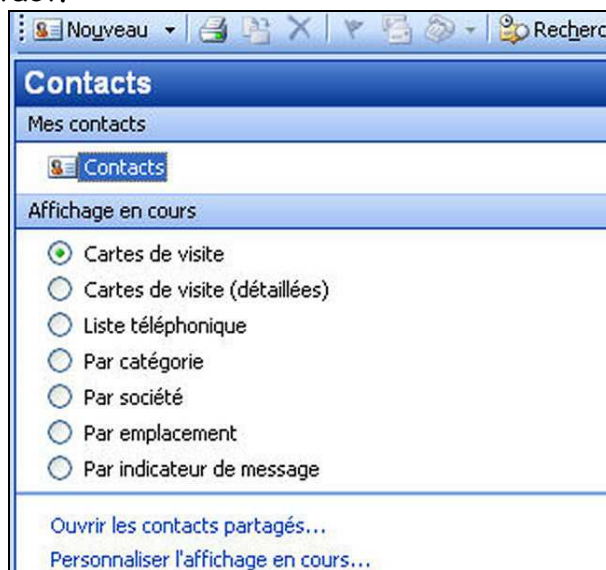 Nouveau Recherc
Contacts
Mes contacts
Contacts
Affichage en cours
Cartes de visite
Cartes de visite (détaillées)
Liste téléphonique
Par catégorie
Par société
Par emplacement
Par indicateur de message
Ouvrir les contacts partagés...
Personnaliser l'affichage en cours...